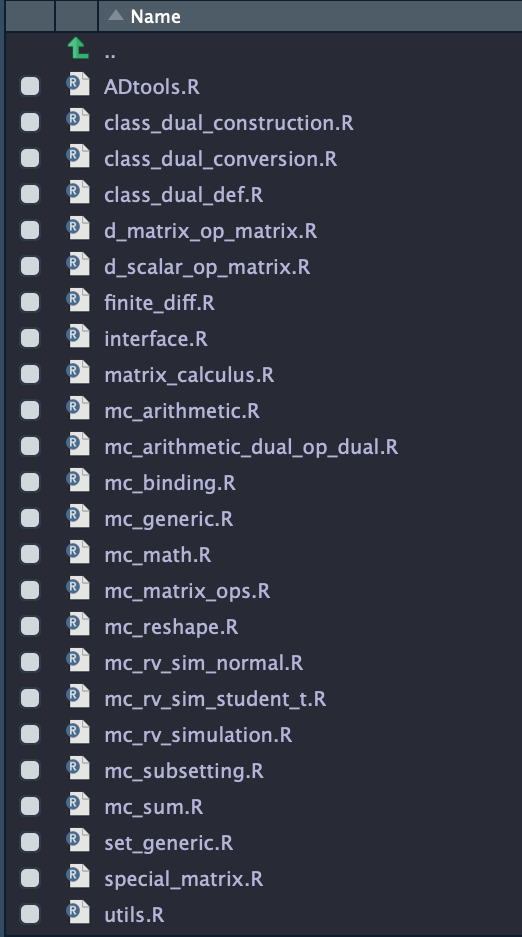 Name
..
ADtools.R
class_dual_construction.R
class_dual_conversion.R
class_dual_def.R
d_matrix_op_matrix.R
d_scalar_op_matrix.R
finite_diff.R
interface.R
matrix_calculus.R
mc_arithmetic.R
mc_arithmetic_dual_op_dual.R
mc_binding.R
mc_generic.R
mc_math.R
mc_matrix_ops.R
mc_reshape.R
mc_rv_sim_normal.R
mc_rv_sim_student_t.R
mc_rv_simulation.R
mc_subsetting.R
mc_sum.R
set_generic.R
special_matrix.R
utils.R